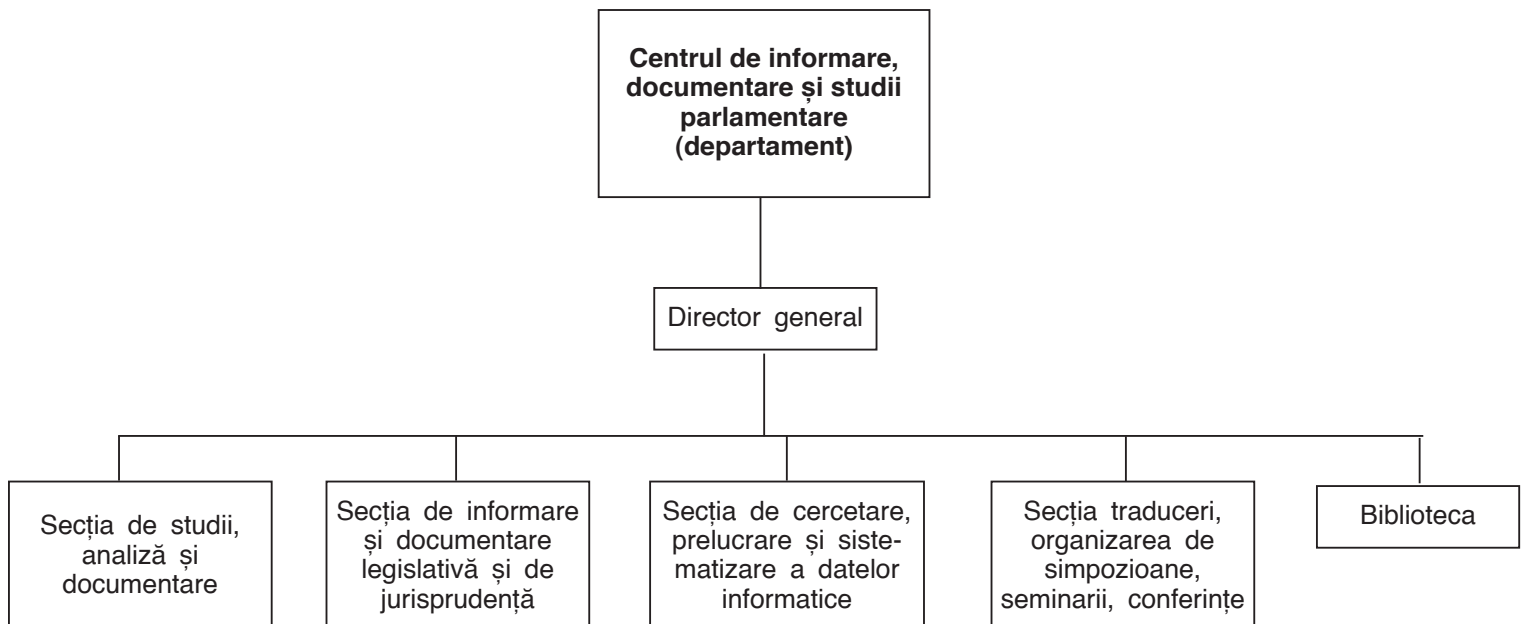 Centrul de informare,
documentare și studii
parlamentare
(departament)
Director general
Secția de studii,
analiză și
documentare
Secția de informare
și documentare
legislativă și de
jurisprudență
Secția de cercetare,
prelucrare și siste-
matizare a datelor
informatice
Secția traduceri,
organizarea de
simpozioane,
seminarii, conferințe
Biblioteca